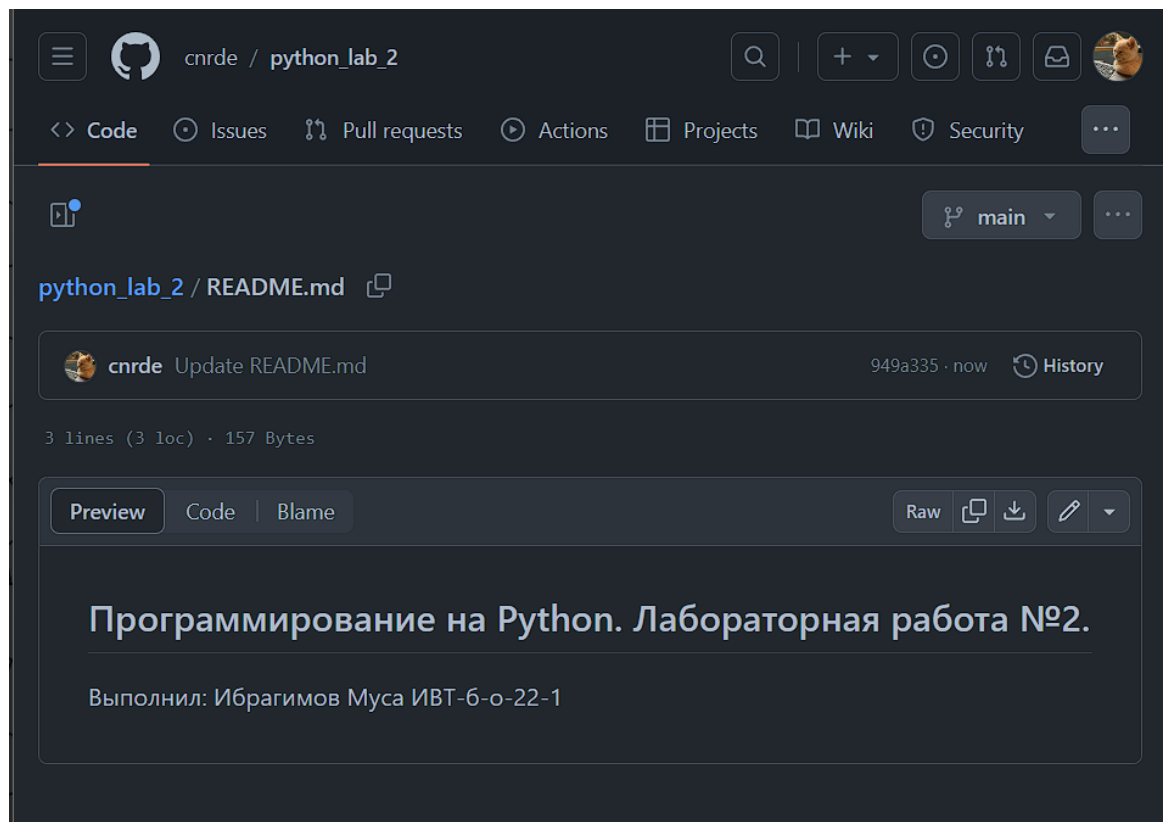 cnrde / python_lab_2
Code Issues Pull requests Actions Projects Wiki Security
main
python_lab_2 / README.md
cnrde Update README.md 949a335 · now History
3 lines (3 loc) · 157 Bytes
Preview Code Blame Raw
Программирование на Python. Лабораторная работа №2.
Выполнил: Ибрагимов Муса ИВТ-б-о-22-1